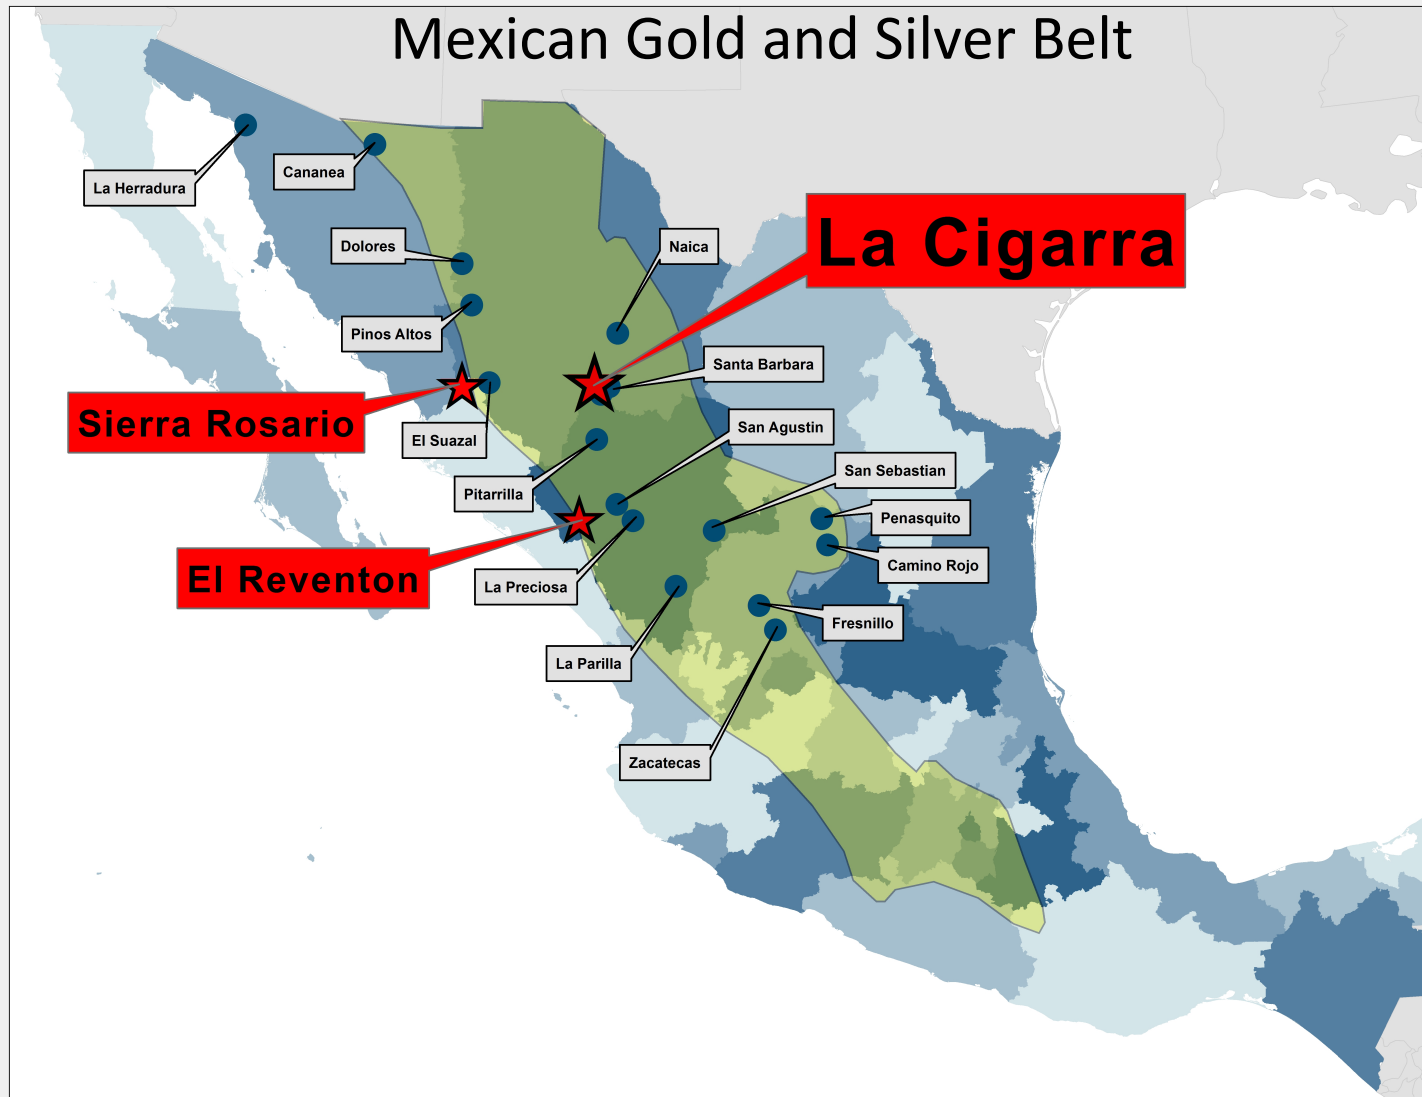 Mexican Gold and Silver Belt
La Herradura
Cananea
La Cigarra
Dolores
Naica
Pinos Altos
Santa Barbara
Sierra Rosario
El Suazal
San Agustin
San Sebastian
Pitarrilla
Penasquito
Camino Rojo
El Reventon
La Preciosa
Fresnillo
La Parilla
Zacatecas